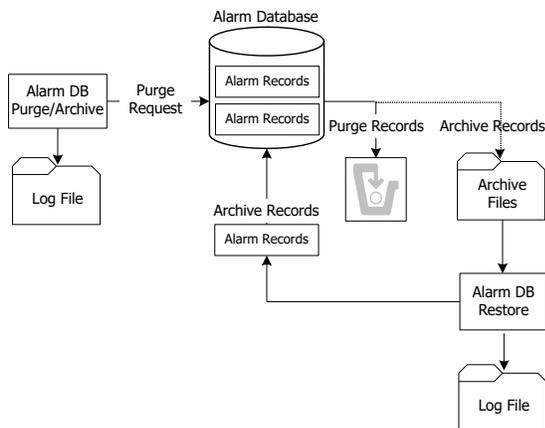 Alarm Database
Alarm Records
Alarm Records
Alarm DB
Purge/Archive
Purge
Request
Purge Records
Archive Records
Log File
Archive
Files
Archive Records
Alarm Records
Alarm DB
Restore
Log File